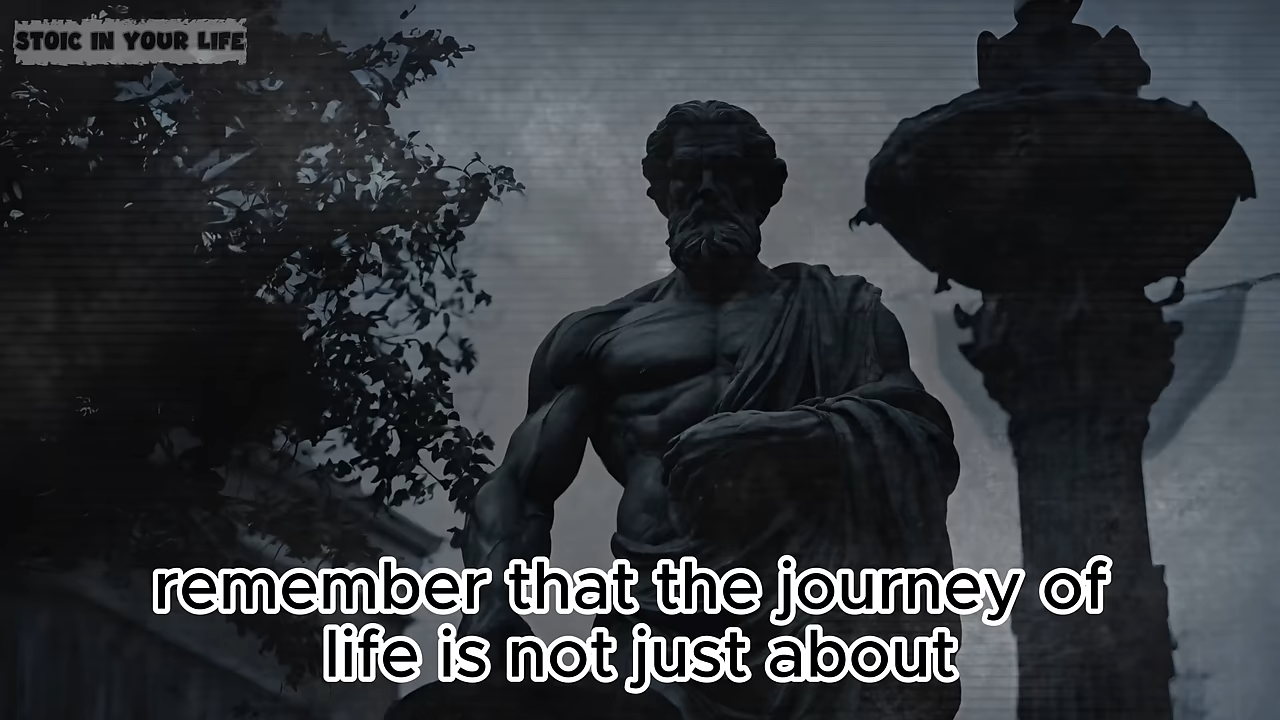 STOIC IN YOUR LIFE
remember that the journey of
life is not just about